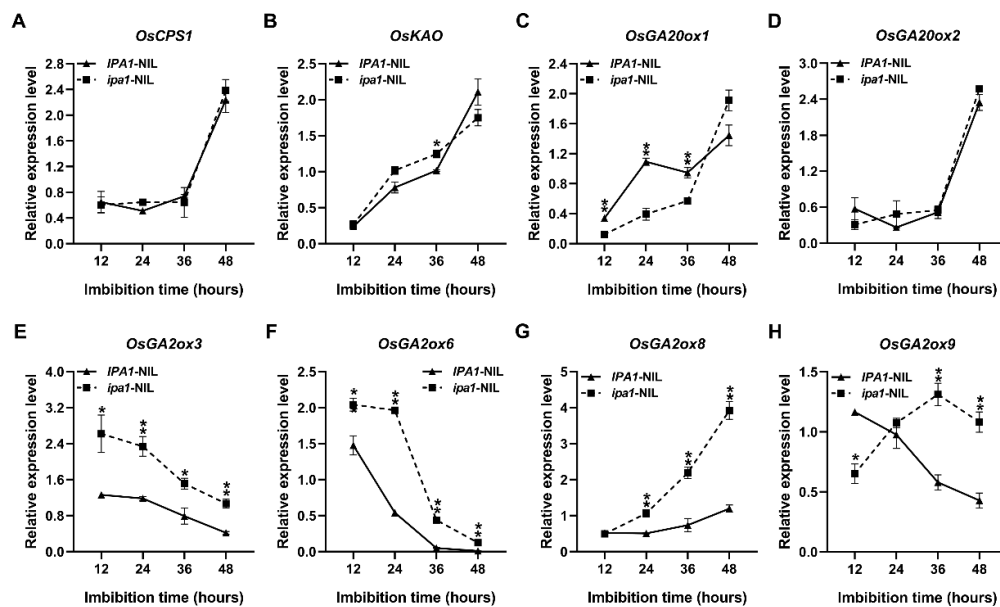 A
OsCPS1
IPA1-NIL
ipa1-NIL
Relative expression level
2.8
2.4
2.0
1.6
1.2
0.8
0.4
0.0
12 24 36 48
Imbibition time (hours)
B
OsKAO
IPA1-NIL
ipa1-NIL
Relative expression level
2.5
2.0
1.5
1.0
0.5
0.0
*
12 24 36 48
Imbibition time (hours)
C
OsGA20ox1
IPA1-NIL
ipa1-NIL
Relative expression level
2.4
2.0
1.6
1.2
0.8
0.4
0.0
**
**
**
12 24 36 48
Imbibition time (hours)
D
OsGA20ox2
IPA1-NIL
ipa1-NIL
Relative expression level
3.0
2.4
1.8
1.2
0.6
0.0
12 24 36 48
Imbibition time (hours)
E
OsGA2ox3
IPA1-NIL
ipa1-NIL
Relative expression level
4.0
3.2
2.4
1.6
0.8
0.0
*
**
*
**
12 24 36 48
Imbibition time (hours)
F
OsGA2ox6
IPA1-NIL
ipa1-NIL
Relative expression level
2.5
2.0
1.5
1.0
0.5
0.0
**
**
**
**
12 24 36 48
Imbibition time (hours)
G
OsGA2ox8
IPA1-NIL
ipa1-NIL
Relative expression level
5
4
3
2
1
0
**
**
**
12 24 36 48
Imbibition time (hours)
H
OsGA2ox9
IPA1-NIL
ipa1-NIL
Relative expression level
1.5
1.0
0.5
0.0
*
**
**
12 24 36 48
Imbibition time (hours)